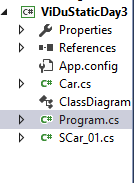 ViDuStaticDay3
Properties
References
App.config
C# Car.cs
ClassDiagram
C# Program.cs
C# SCar_01.cs